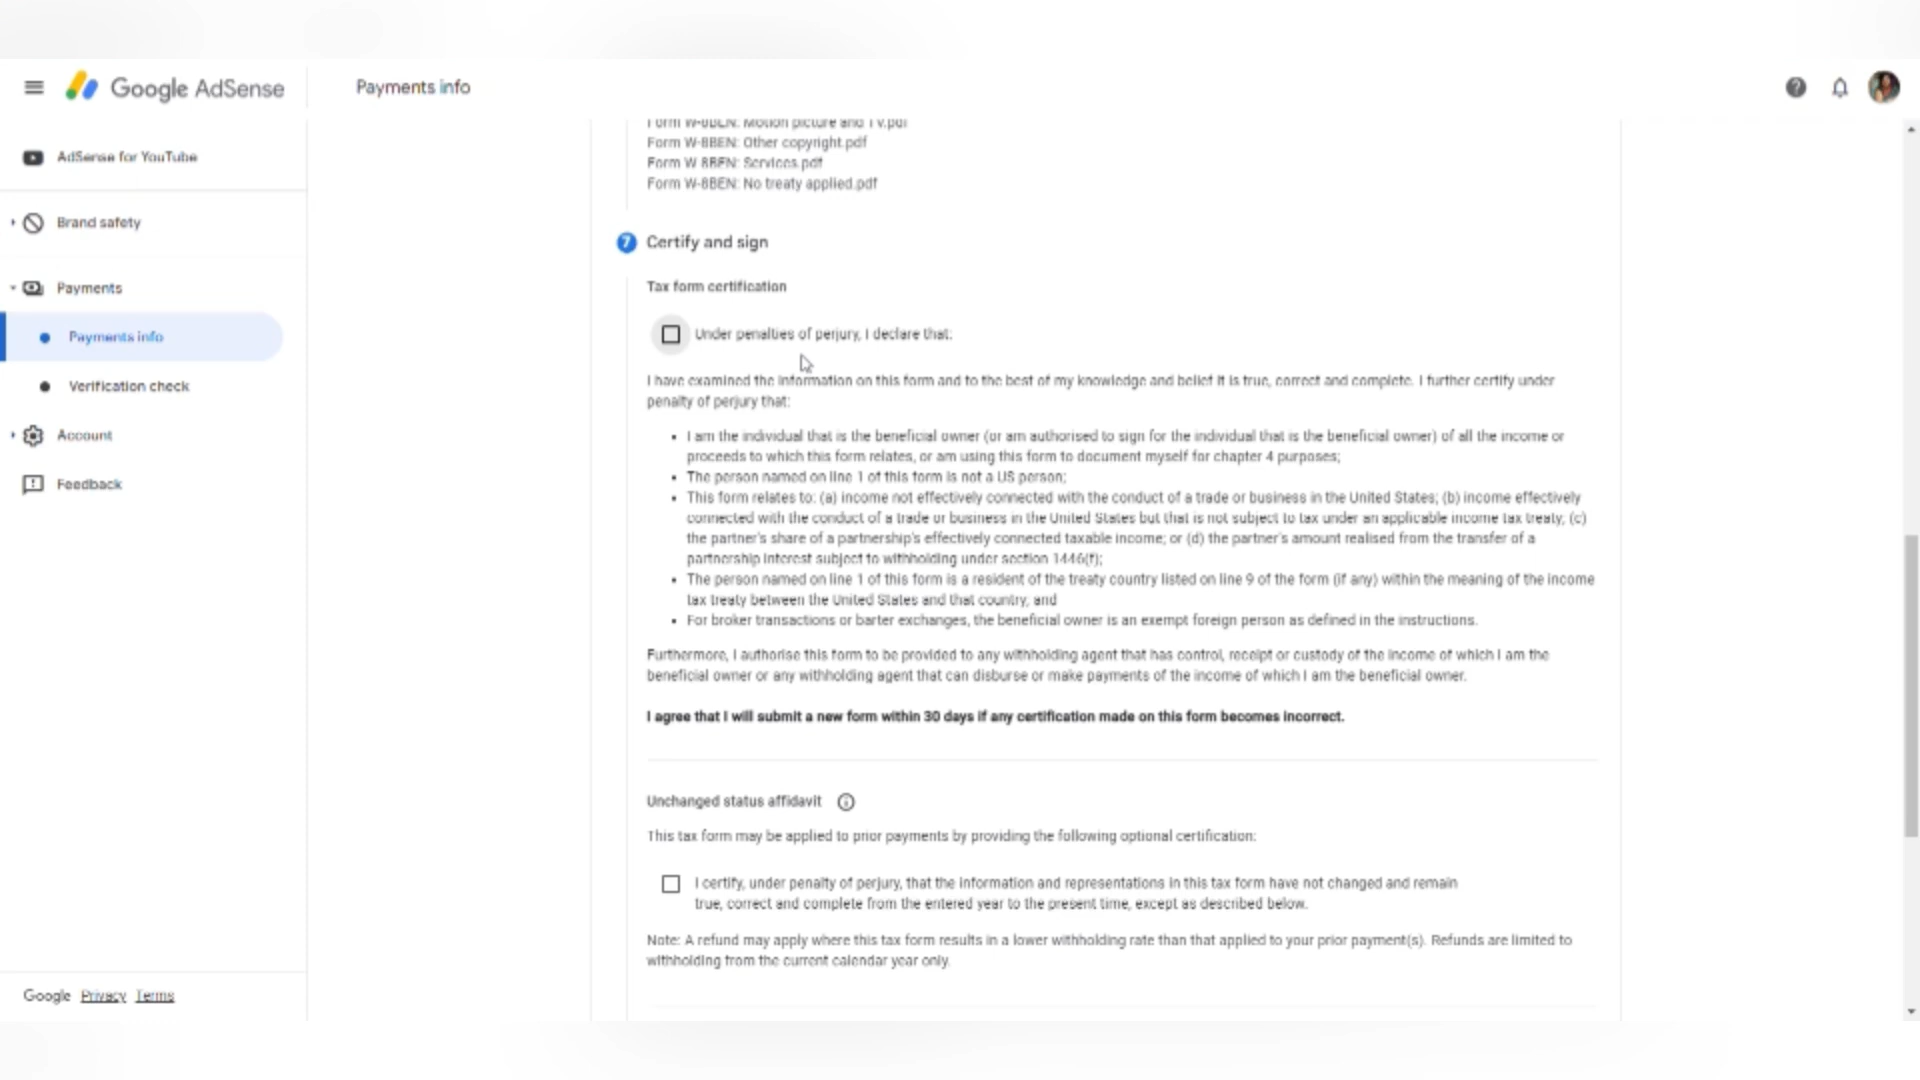 Google AdSense
Payments info
AdSense for YouTube
Brand safety
Payments
Payments info
Verification check
Account
Feedback
Google Privacy Terms
Form W-8BEN: Motion picture and TV.pdf
Form W-8BEN: Other copyright.pdf
Form W-8BEN: Services.pdf
Form W-8BEN: No treaty applied.pdf
7 Certify and sign
Tax form certification
Under penalties of perjury, I declare that:
I have examined the information on this form and to the best of my knowledge and belief it is true, correct and complete. I further certify under
penalty of perjury that:
• I am the individual that is the beneficial owner (or am authorised to sign for the individual that is the beneficial owner) of all the income or
proceeds to which this form relates, or am using this form to document myself for chapter 4 purposes;
• The person named on line 1 of this form is not a US person;
• This form relates to: (a) income not effectively connected with the conduct of a trade or business in the United States; (b) income effectively
connected with the conduct of a trade or business in the United States but that is not subject to tax under an applicable income tax treaty; (c)
the partner's share of a partnership's effectively connected taxable income; or (d) the partner's amount realised from the transfer of a
partnership interest subject to withholding under section 1446(f);
• The person named on line 1 of this form is a resident of the treaty country listed on line 9 of the form (if any) within the meaning of the income
tax treaty between the United States and that country; and
• For broker transactions or barter exchanges, the beneficial owner is an exempt foreign person as defined in the instructions.
Furthermore, I authorise this form to be provided to any withholding agent that has control, receipt or custody of the income of which I am the
beneficial owner or any withholding agent that can disburse or make payments of the income of which I am the beneficial owner.
I agree that I will submit a new form within 30 days if any certification made on this form becomes incorrect.
Unchanged status affidavit
This tax form may be applied to prior payments by providing the following optional certification:
I certify, under penalty of perjury, that the information and representations in this tax form have not changed and remain
true, correct and complete from the entered year to the present time, except as described below.
Note: A refund may apply where this tax form results in a lower withholding rate than that applied to your prior payment(s). Refunds are limited to
withholding from the current calendar year only.